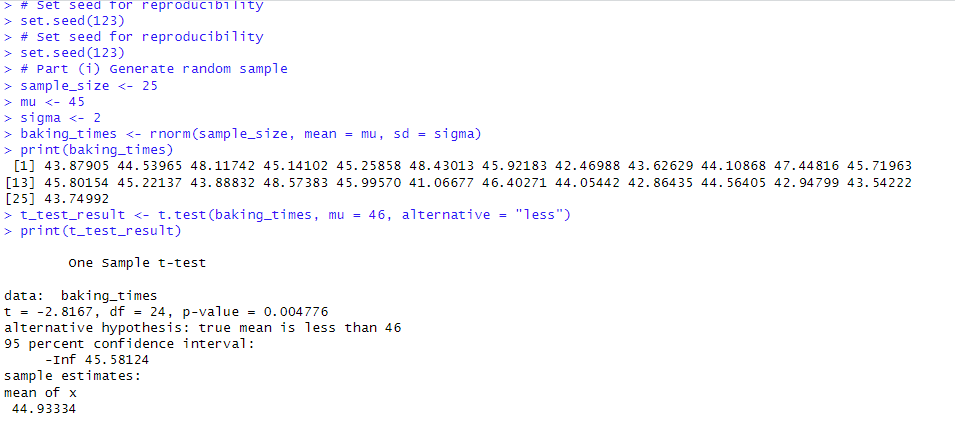 > # Set seed for reproducibility
> set.seed(123)
> # Set seed for reproducibility
> set.seed(123)
> # Part (i) Generate random sample
> sample_size <- 25
> mu <- 45
> sigma <- 2
> baking_times <- rnorm(sample_size, mean = mu, sd = sigma)
> print(baking_times)
 [1] 43.87905 44.53965 48.11742 45.14102 45.25858 48.43013 45.92183 42.46988 43.62629 44.10868 47.44816 45.71963
[13] 45.80154 45.22137 43.88832 48.57383 45.99570 41.06677 46.40271 44.05442 42.86435 44.56405 42.94799 43.54222
[25] 43.74992
> t_test_result <- t.test(baking_times, mu = 46, alternative = "less")
> print(t_test_result)
        One Sample t-test
data:  baking_times
t = -2.8167, df = 24, p-value = 0.004776
alternative hypothesis: true mean is less than 46
95 percent confidence interval:
     -Inf 45.58124
sample estimates:
mean of x
 44.93334